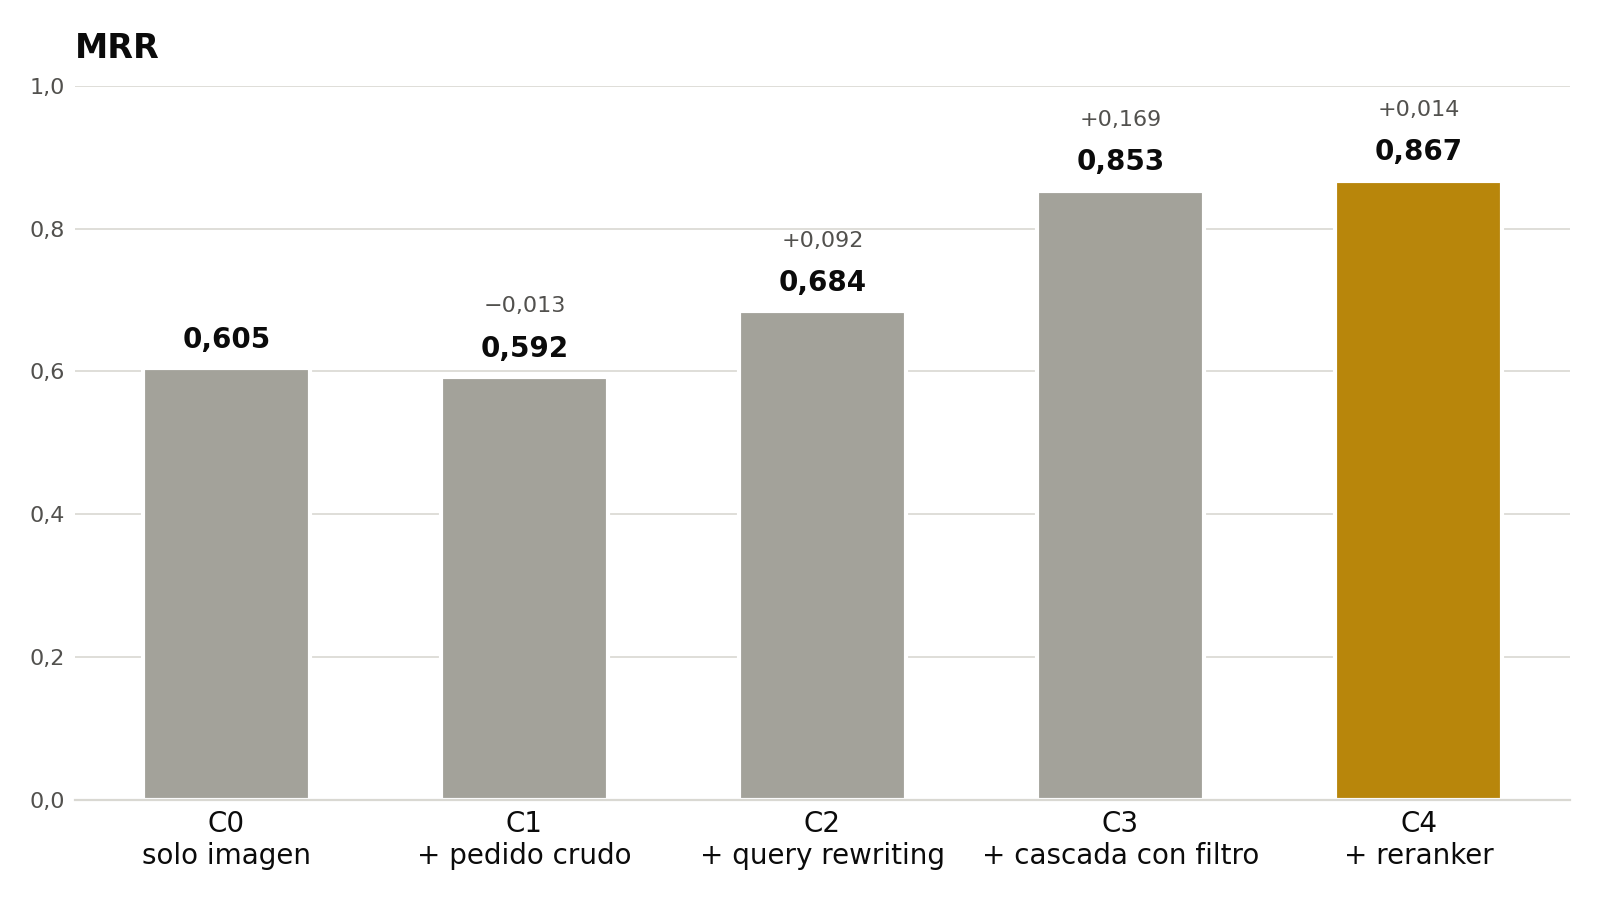 MRR
1,0
0,8
0,6
0,4
0,2
0,0
0,605
−0,013
0,592
+0,092
0,684
+0,169
0,853
+0,014
0,867
C0
solo imagen
C1
+ pedido crudo
C2
+ query rewriting
C3
+ cascada con filtro
C4
+ reranker